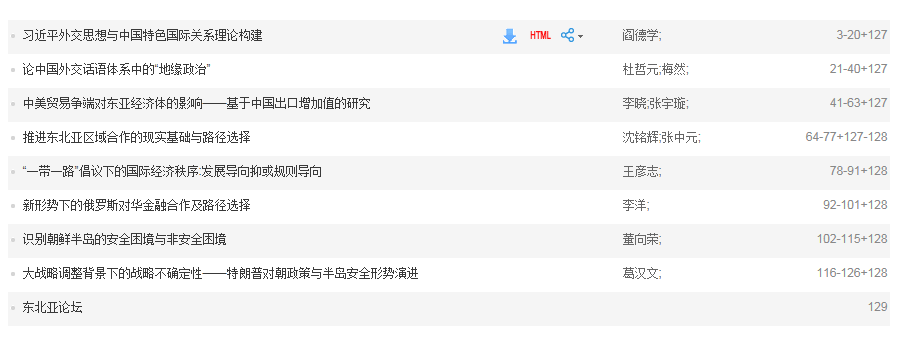 习近平外交思想与中国特色国际关系理论构建 HTML 阎德学; 3-20+127
论中国外交话语体系中的“地缘政治” 杜哲元;梅然; 21-40+127
中美贸易争端对东亚经济体的影响——基于中国出口增加值的研究 李晓;张宇璇; 41-63+127
推进东北亚区域合作的现实基础与路径选择 沈铭辉;张中元; 64-77+127-128
“一带一路”倡议下的国际经济秩序:发展导向抑或规则导向 王彦志; 78-91+128
新形势下的俄罗斯对华金融合作及路径选择 李洋; 92-101+128
识别朝鲜半岛的安全困境与非安全困境 董向荣; 102-115+128
大战略调整背景下的战略不确定性——特朗普对朝政策与半岛安全形势演进 葛汉文; 116-126+128
东北亚论坛 129